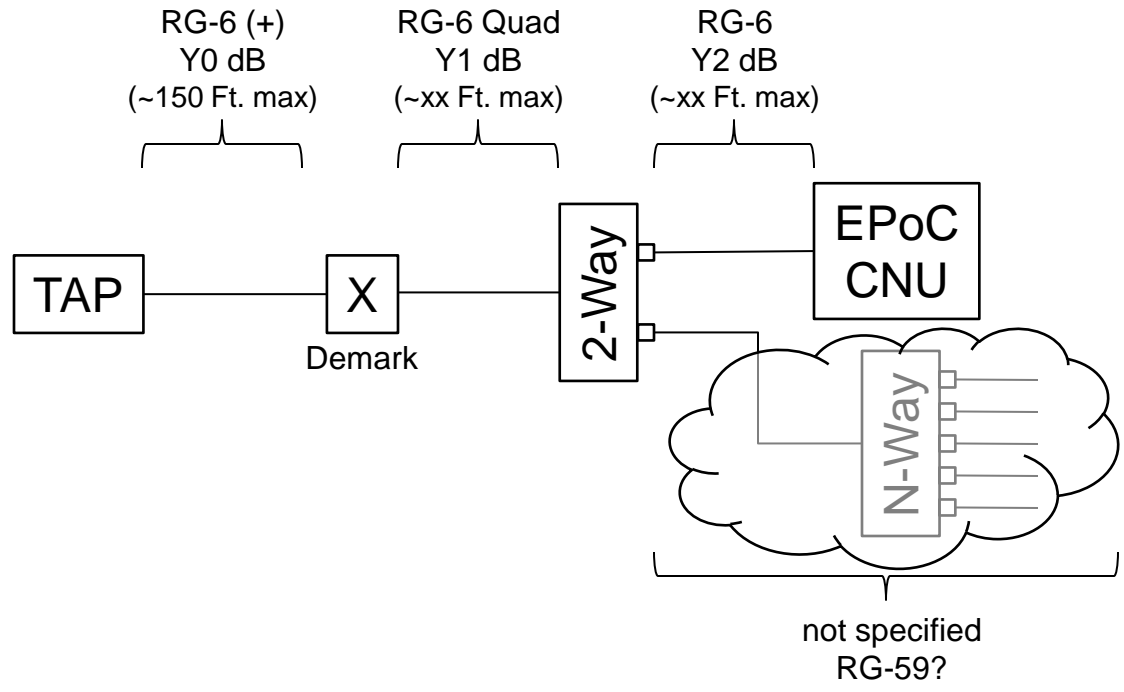 RG-6 (+)
Y0 dB
(~150 Ft. max)
RG-6 Quad
Y1 dB
(~xx Ft. max)
RG-6
Y2 dB
(~xx Ft. max)
TAP
X
Demark
2-Way
EPoC
CNU
N-Way
not specified
RG-59?